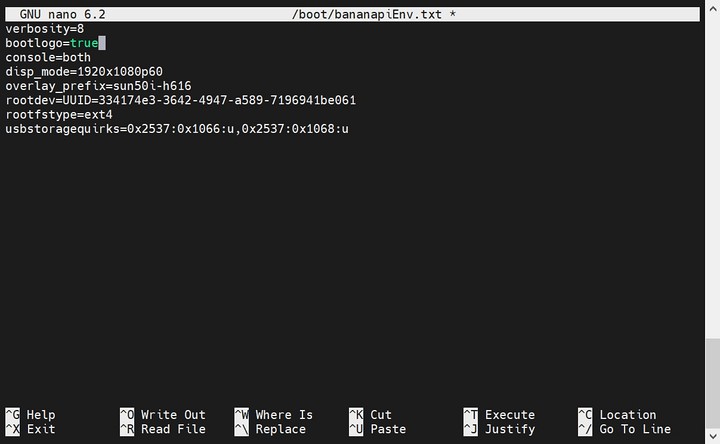 GNU nano 6.2 /boot/bananapiEnv.txt *
verbosity=8
bootlogo=true
console=both
disp_mode=1920x1080p60
overlay_prefix=sun50i-h616
rootdev=UUID=334174e3-3642-4947-a589-7196941be061
rootfstype=ext4
usbstoragequirks=0x2537:0x1066:u,0x2537:0x1068:u
^G Help ^O Write Out ^W Where Is ^K Cut ^T Execute ^C Location
^X Exit ^R Read File ^\ Replace ^U Paste ^J Justify ^/ Go To Line